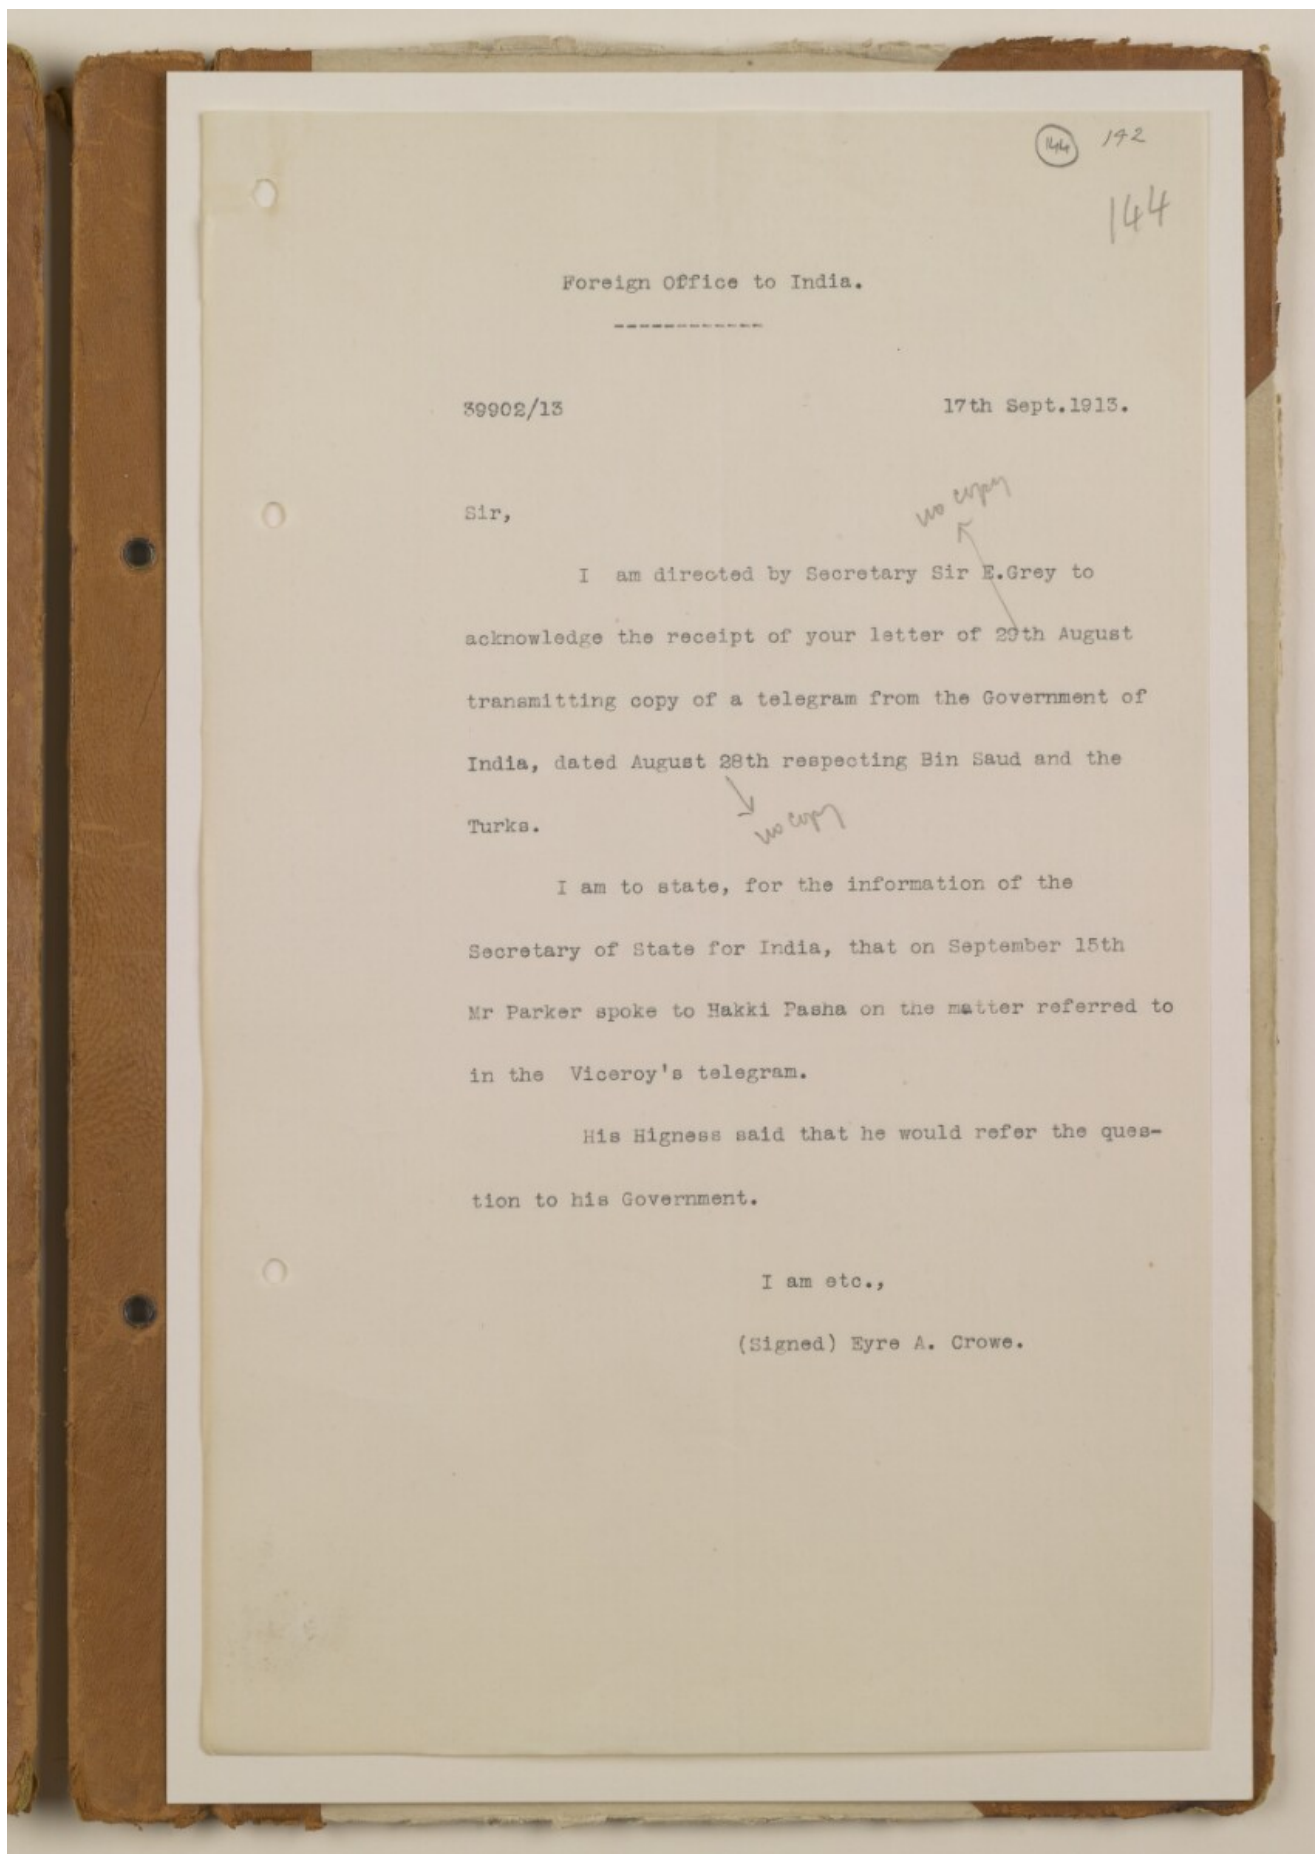 144 142
144
Foreign Office to India.
------------
39902/13 17th Sept.1913.
no copy
Sir,
I am directed by Secretary Sir E.Grey to
acknowledge the receipt of your letter of 29th August
transmitting copy of a telegram from the Government of
India, dated August 28th respecting Bin Saud and the
Turks.
no copy
I am to state, for the information of the
Secretary of State for India, that on September 15th
Mr Parker spoke to Hakki Pasha on the matter referred to
in the Viceroy's telegram.
His Higness said that he would refer the ques-
tion to his Government.
I am etc.,
(Signed) Eyre A. Crowe.